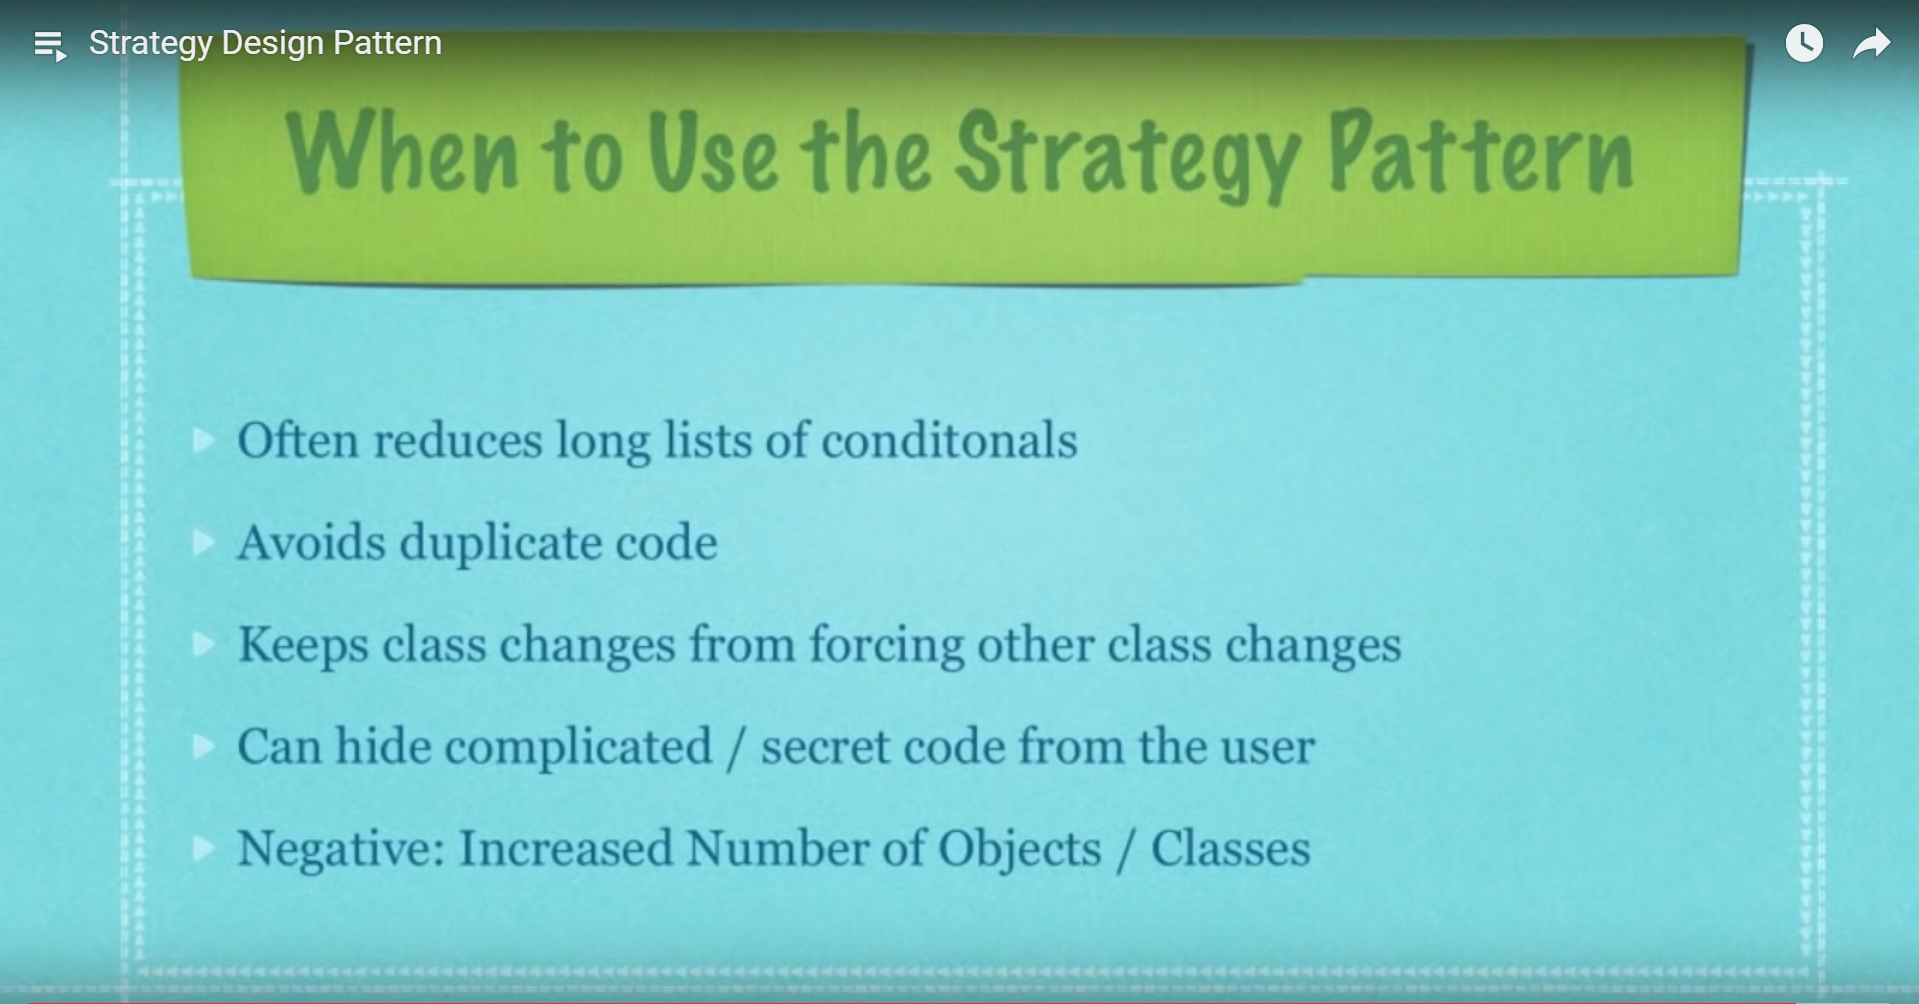 Strategy Design Pattern
When to Use the Strategy Pattern
Often reduces long lists of conditonals
Avoids duplicate code
Keeps class changes from forcing other class changes
Can hide complicated / secret code from the user
Negative: Increased Number of Objects / Classes